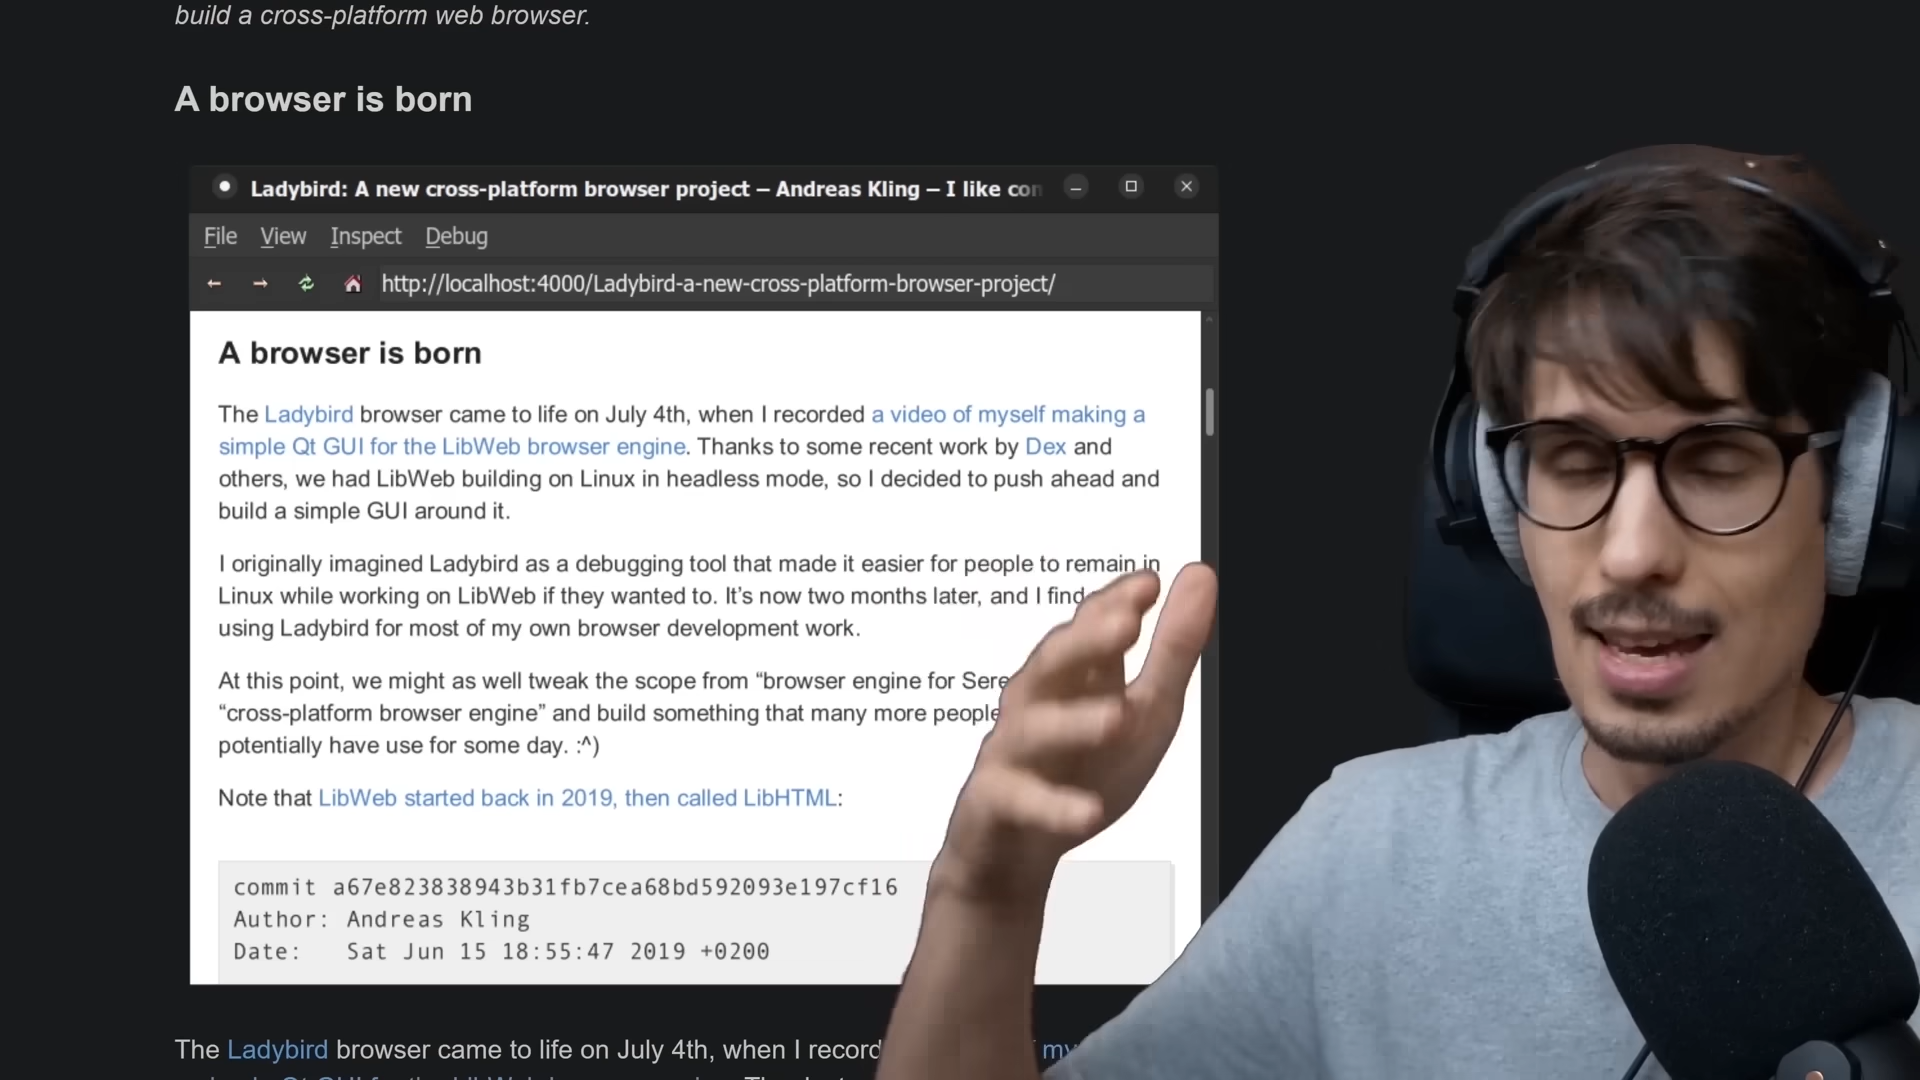 build a cross-platform web browser.
A browser is born
Ladybird: A new cross-platform browser project – Andreas Kling – I like con
File View Inspect Debug
http://localhost:4000/Ladybird-a-new-cross-platform-browser-project/
A browser is born
The Ladybird browser came to life on July 4th, when I recorded a video of myself making a
simple Qt GUI for the LibWeb browser engine. Thanks to some recent work by Dex and
others, we had LibWeb building on Linux in headless mode, so I decided to push ahead and
build a simple GUI around it.
I originally imagined Ladybird as a debugging tool that made it easier for people to remain in
Linux while working on LibWeb if they wanted to. It’s now two months later, and I find
using Ladybird for most of my own browser development work.
At this point, we might as well tweak the scope from “browser engine for Sere
“cross-platform browser engine” and build something that many more people
potentially have use for some day. :^)
Note that LibWeb started back in 2019, then called LibHTML:
commit a67e823838943b31fb7cea68bd592093e197cf16
Author: Andreas Kling
Date: Sat Jun 15 18:55:47 2019 +0200
The Ladybird browser came to life on July 4th, when I record my